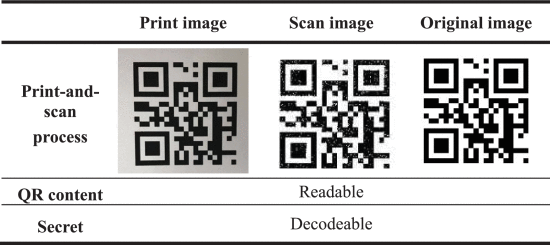 Print image Scan image Original image
Print-and-
scan
process
QR content Readable
Secret Decodeable